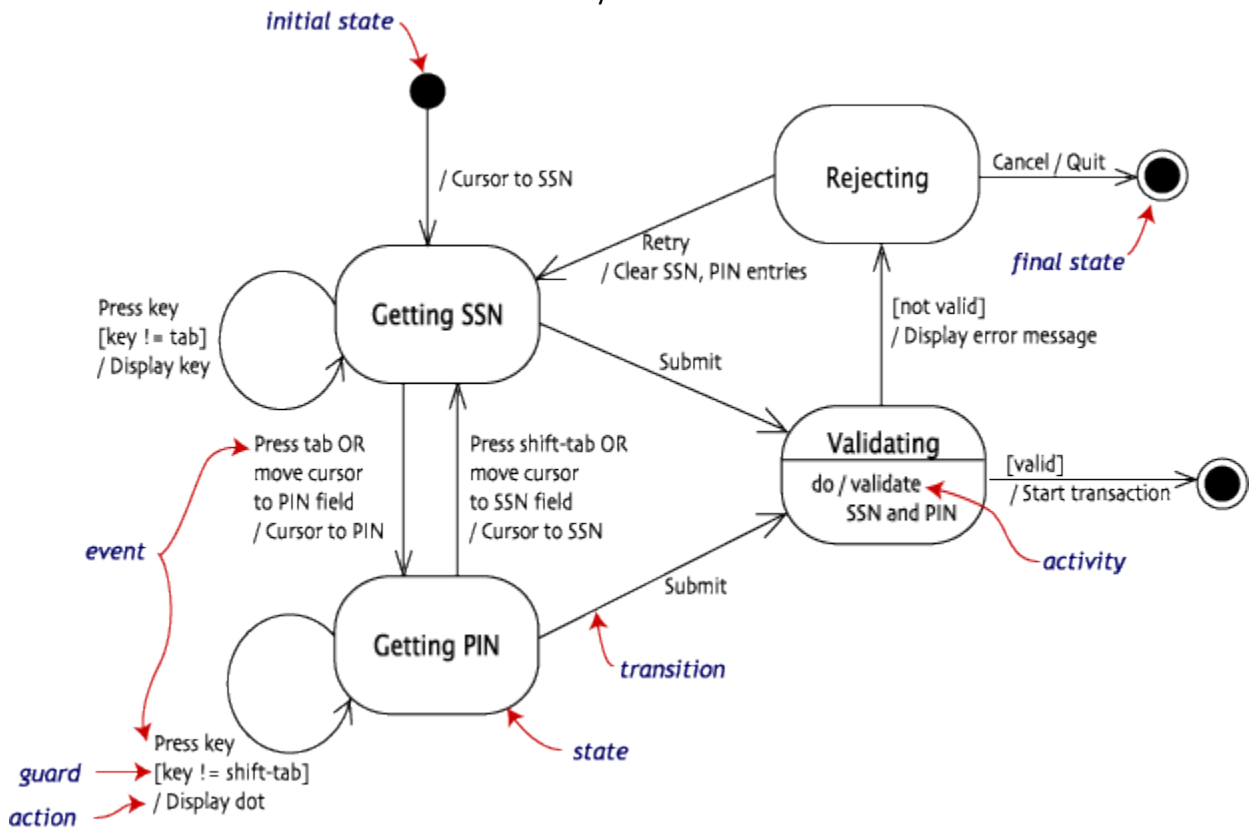 initial state
/ Cursor to SSN
Rejecting
Cancel / Quit
final state
Retry
/ Clear SSN, PIN entries
Getting SSN
Press key
[key != tab]
/ Display key
[not valid]
/ Display error message
Submit
Press tab OR
move cursor
to PIN field
/ Cursor to PIN
Press shift-tab OR
move cursor
to SSN field
/ Cursor to SSN
Validating
do / validate
SSN and PIN
[valid]
/ Start transaction
event
activity
Submit
Getting PIN
transition
state
Press key
[key != shift-tab]
/ Display dot
guard
action